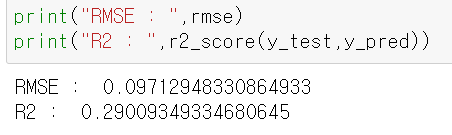 print("RMSE : ",rmse)
print("R2 : ",r2_score(y_test,y_pred))
RMSE :  0.09712948330864933
R2 :  0.29009349334680645